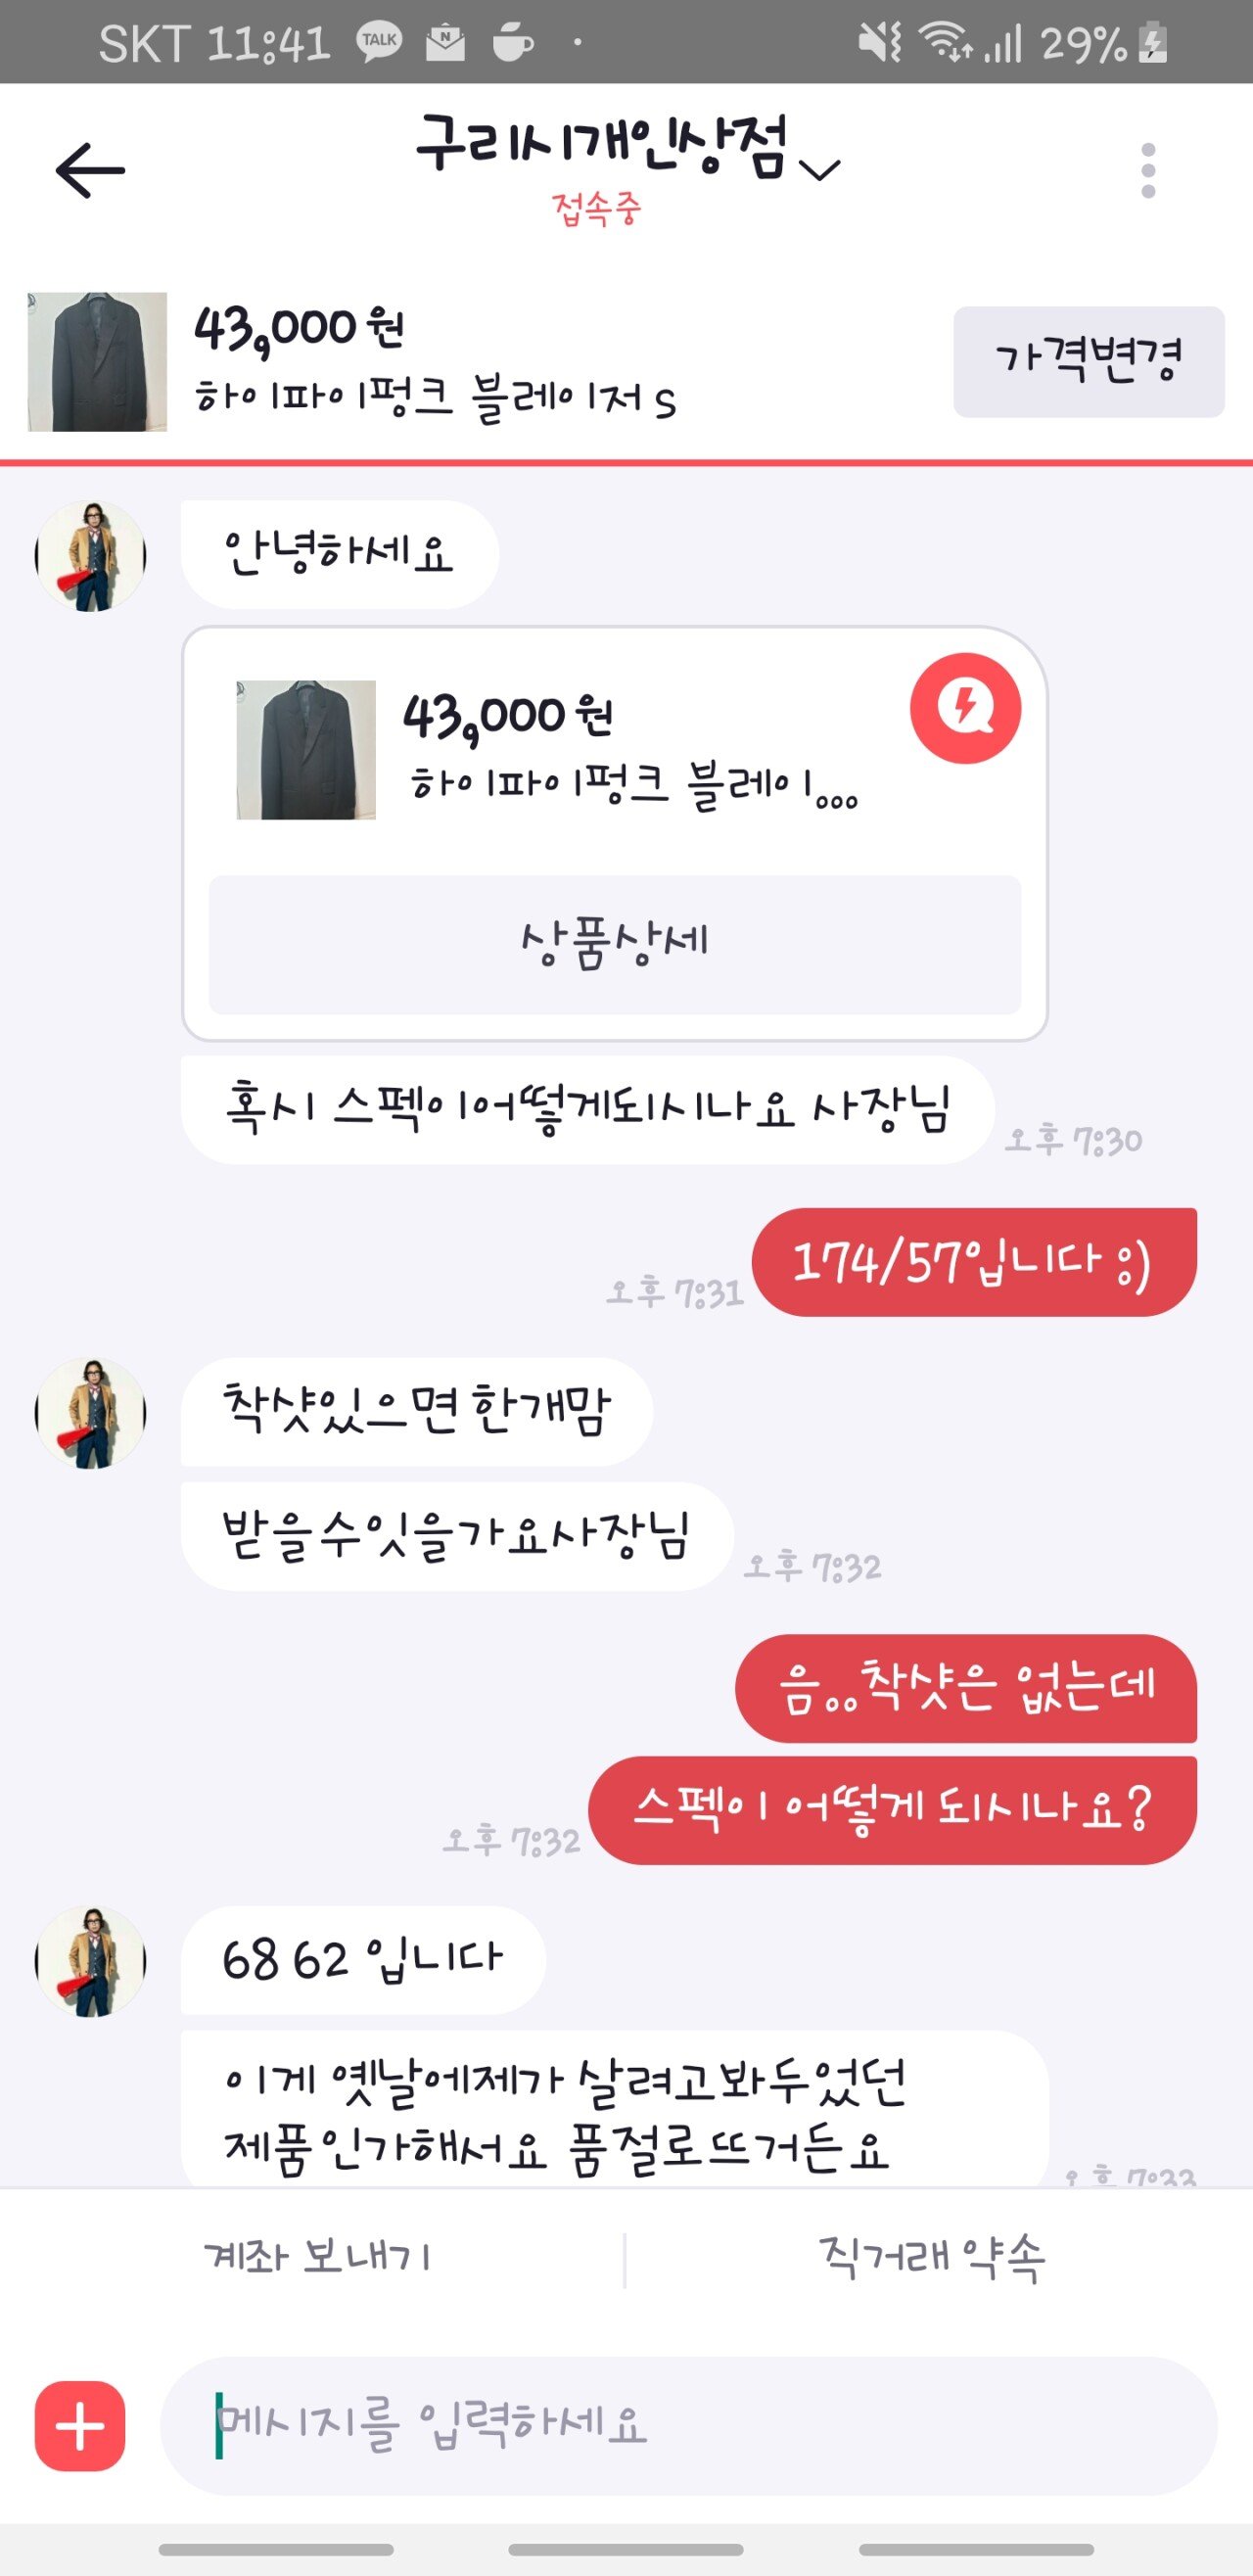 SKT 11:41 TALK N 29%
구리시개인상점
접속중
43,000원
하이파이펑크 블레이저 s
가격변경
안녕하세요
43,000원
하이파이펑크 블레이...
상품상세
혹시 스펙이어떻게되시나요 사장님
오후 7:30
174/57입니다 :)
오후 7:31
착샷있으면 한개맘
받을수잇을가요사장님
오후 7:32
음..착샷은 없는데
스펙이 어떻게 되시나요?
오후 7:32
68 62 입니다
이게 옛날에제가 살려고봐두었던
제품인가해서요 품절로뜨거든요
오후 7:33
계좌 보내기
직거래 약속
메시지를 입력하세요